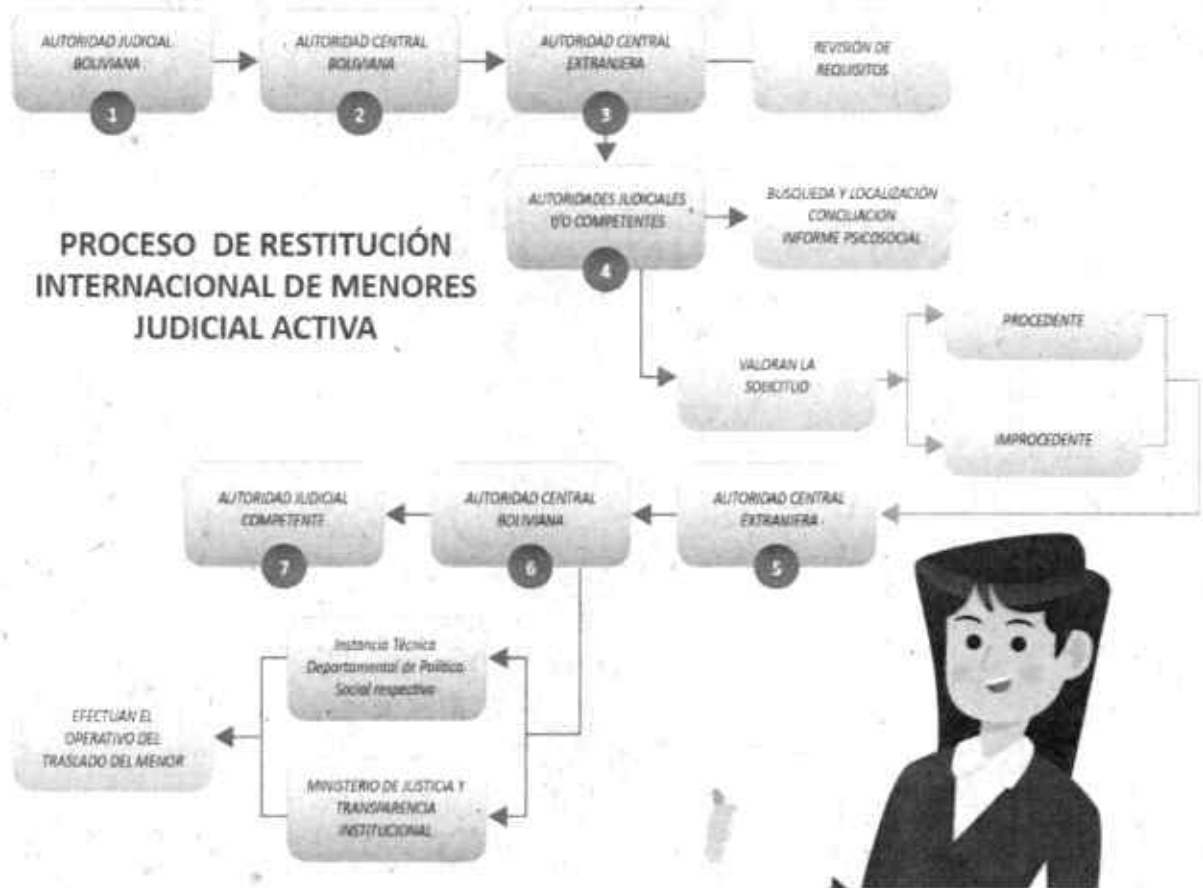 AUTORIDAD JUDICIAL
BOLIVIANA
1
AUTORIDAD CENTRAL
BOLIVIANA
2
AUTORIDAD CENTRAL
EXTRANJERA
3
REVISIÓN DE
REQUISITOS
AUTORIDADES JUDICIALES
Y/O COMPETENTES
4
BUSQUEDA Y LOCALIZACIÓN
CONCILIACION
INFORME PSICOSOCIAL
PROCESO DE RESTITUCIÓN
INTERNACIONAL DE MENORES
JUDICIAL ACTIVA
VALORAN LA
SOLICITUD
PROCEDENTE
IMPROCEDENTE
AUTORIDAD CENTRAL
EXTRANJERA
5
AUTORIDAD CENTRAL
BOLIVIANA
6
AUTORIDAD JUDICIAL
COMPETENTE
7
Instancia Técnica
Departamental de Política
Social respectiva
MINISTERIO DE JUSTICIA Y
TRANSPARENCIA
INSTITUCIONAL
EFECTUAN EL
OPERATIVO DEL
TRASLADO DEL MENOR